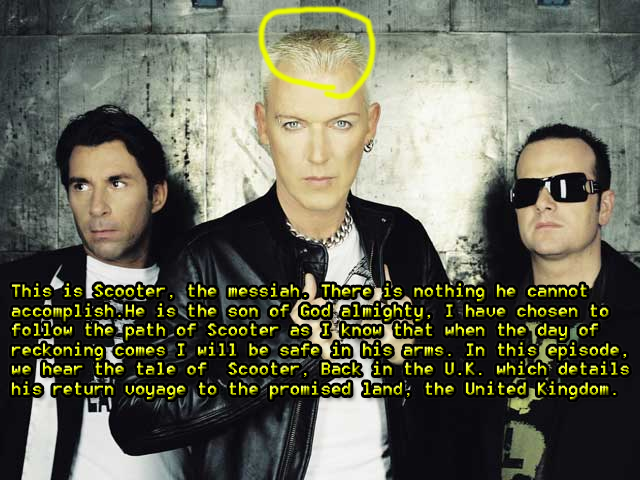 This is Scooter, the messiah. There is nothing he cannot
accomplish.He is the son of God almighty, I have chosen to
follow the path of Scooter as I know that when the day of
reckoning comes I will be safe in his arms. In this episode,
we hear the tale of  Scooter, Back in the U.K. which details
his return voyage to the promised land, the United Kingdom.